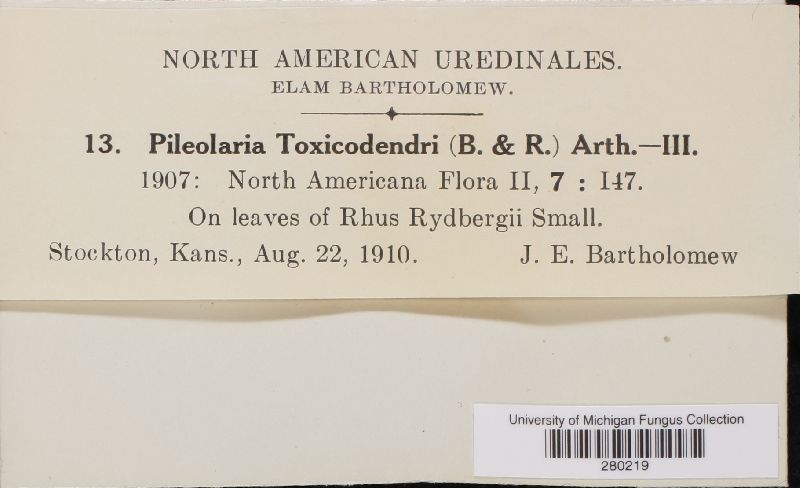 NORTH AMERICAN UREDINALES.
ELAM BARTHOLOMEW.
13. Pileolaria Toxicodendri (B. & R.) Arth.—III.
1907: North Americana Flora II, 7 : 147.
On leaves of Rhus Rydbergii Small.
Stockton, Kans., Aug. 22, 1910. J. E. Bartholomew
University of Michigan Fungus Collection
280219